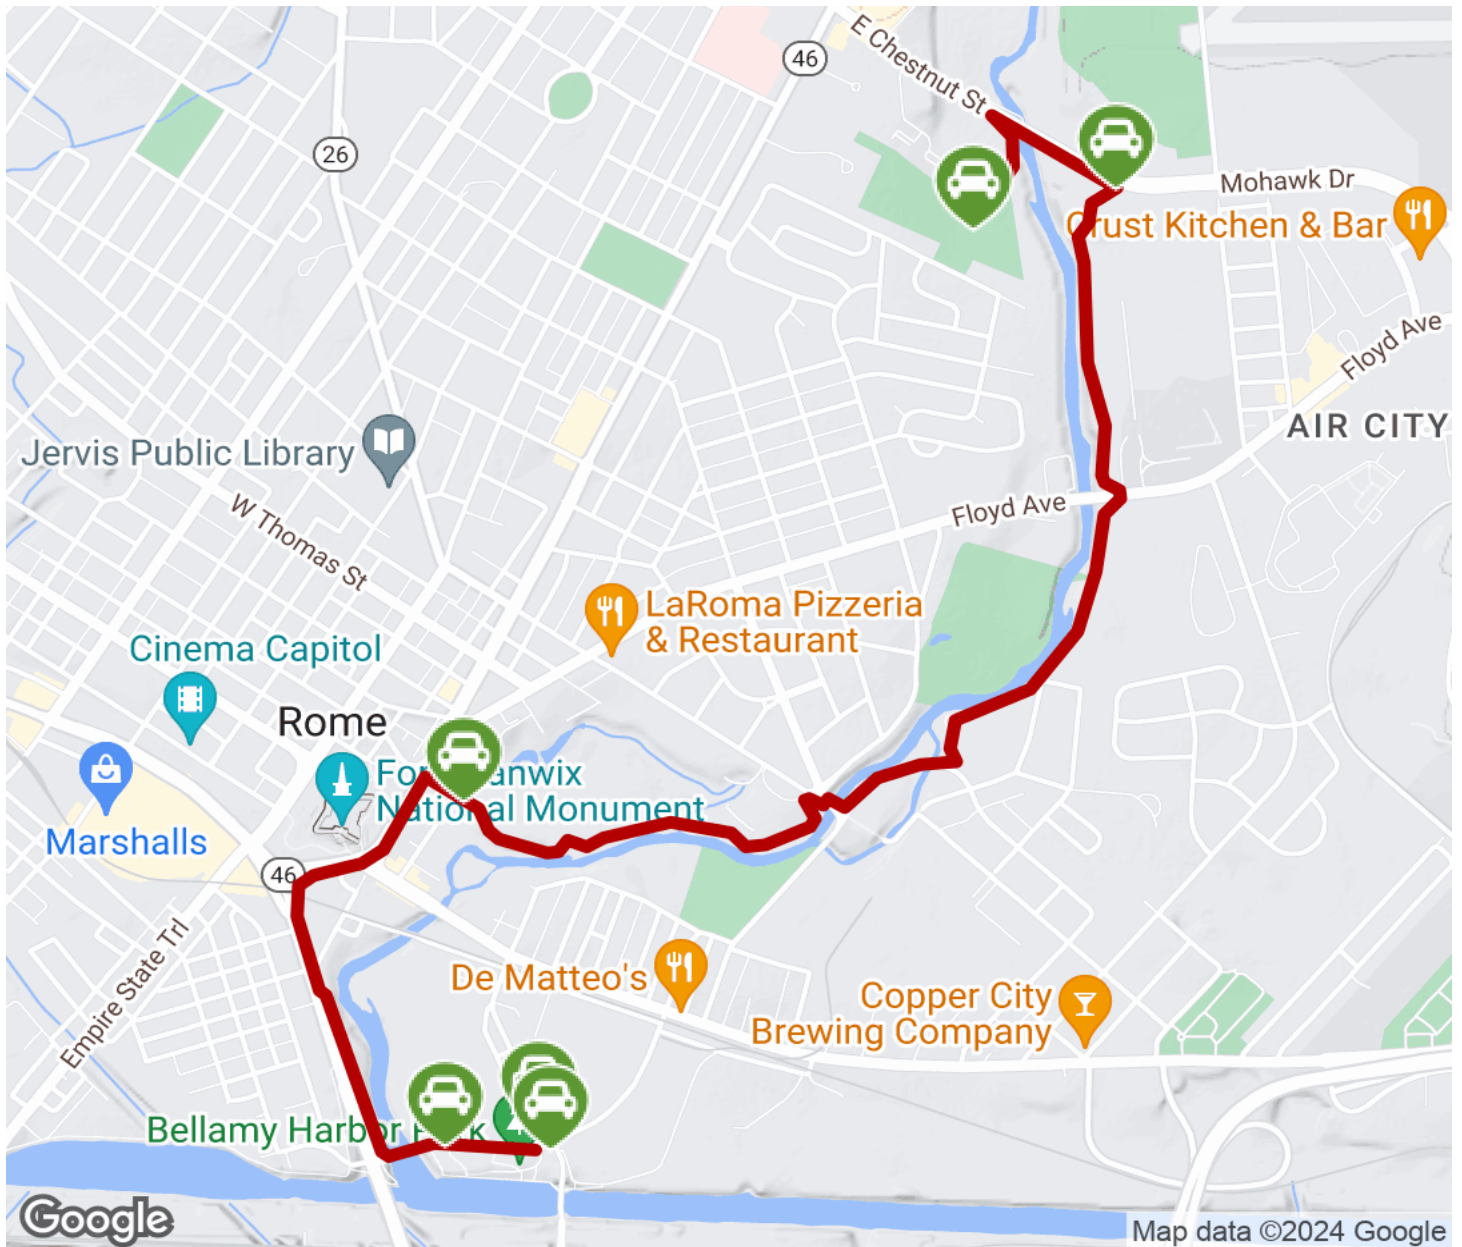 E Chestnut St
46
26
Mohawk Dr
Crust Kitchen & Bar
Floyd Ave
AIR CITY
Jervis Public Library
W Thomas St
Floyd Ave
LaRoma Pizzeria
& Restaurant
Cinema Capitol
Rome
National Monument
Marshalls
46
Empire State Trl
De Matteo's
Copper City
Brewing Company
Bellamy Harbor
Google
Map data ©2024 Google